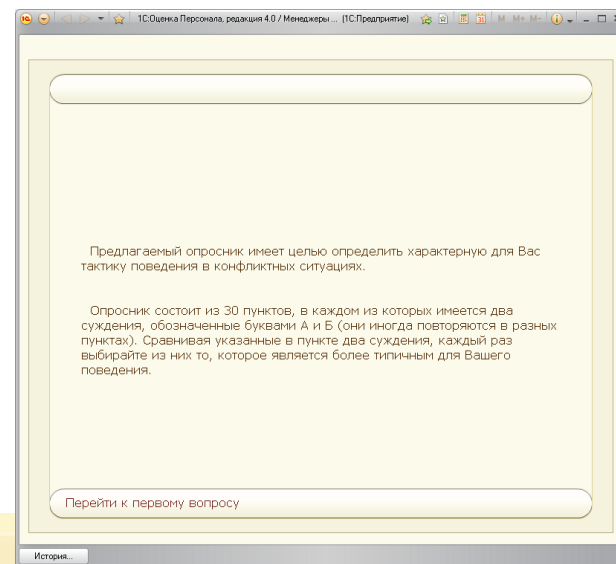 1С:Оценка Персонала, редакция 4.0 / Менеджеры ... (1С:Предприятие)
M M+ M-
Предлагаемый опросник имеет целью определить характерную для Вас
тактику поведения в конфликтных ситуациях.
Опросник состоит из 30 пунктов, в каждом из которых имеется два
суждения, обозначенные буквами А и Б (они иногда повторяются в разных
пунктах). Сравнивая указанные в пункте два суждения, каждый раз
выбирайте из них то, которое является более типичным для Вашего
поведения.
Перейти к первому вопросу
История...